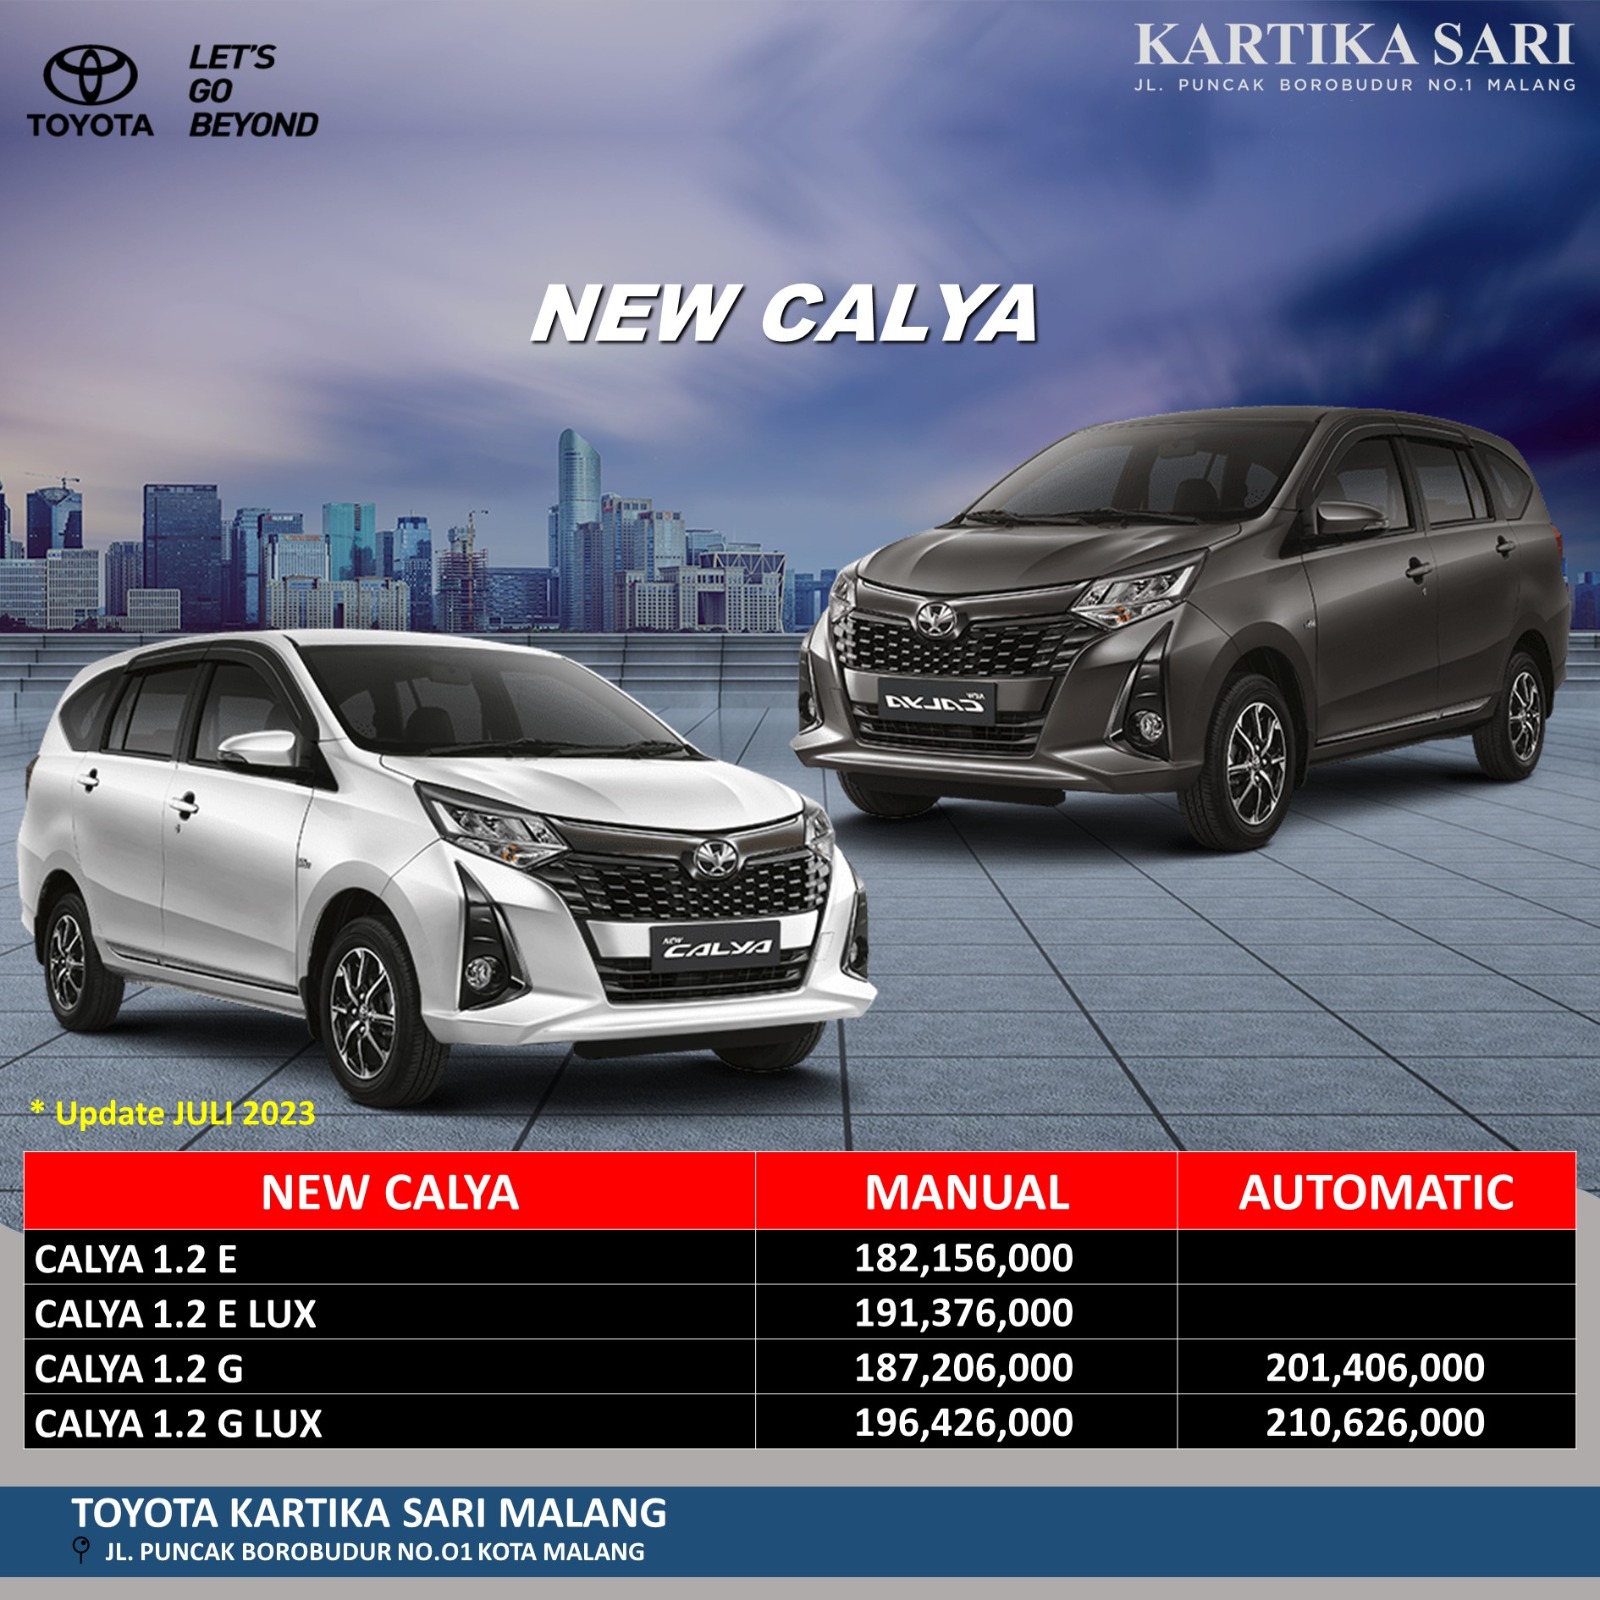 TOYOTA
LET'S
GO
BEYOND
KARTIKA SARI
JL. PUNCAK BOROBUDUR NO.1 MALANG
NEW CALYA
NEW CALYA
NEW CALYA
* Update JULI 2023
NEW CALYA MANUAL AUTOMATIC
CALYA 1.2 E 182,156,000
CALYA 1.2 E LUX 191,376,000
CALYA 1.2 G 187,206,000 201,406,000
CALYA 1.2 G LUX 196,426,000 210,626,000
TOYOTA KARTIKA SARI MALANG
JL. PUNCAK BOROBUDUR NO.O1 KOTA MALANG